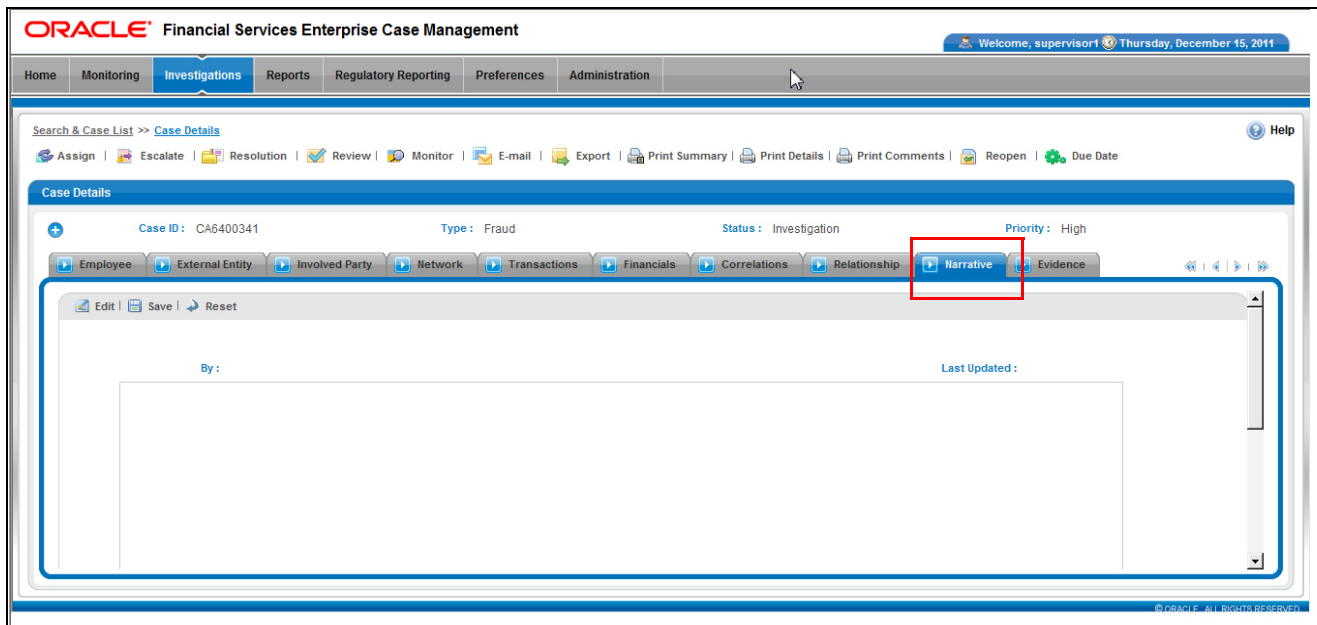 ORACLE® Financial Services Enterprise Case Management
Welcome, supervisor1 Thursday, December 15, 2011
Home Monitoring Investigations Reports Regulatory Reporting Preferences Administration
Search & Case List >> Case Details Help
Assign | Escalate | Resolution | Review | Monitor | E-mail | Export | Print Summary | Print Details | Print Comments | Reopen | Due Date
Case Details
Case ID : CA6400341 Type : Fraud Status : Investigation Priority : High
Employee External Entity Involved Party Network Transactions Financials Correlations Relationship Narrative Evidence
Edit | Save | Reset
By : Last Updated :
© ORACLE ALL RIGHTS RESERVED